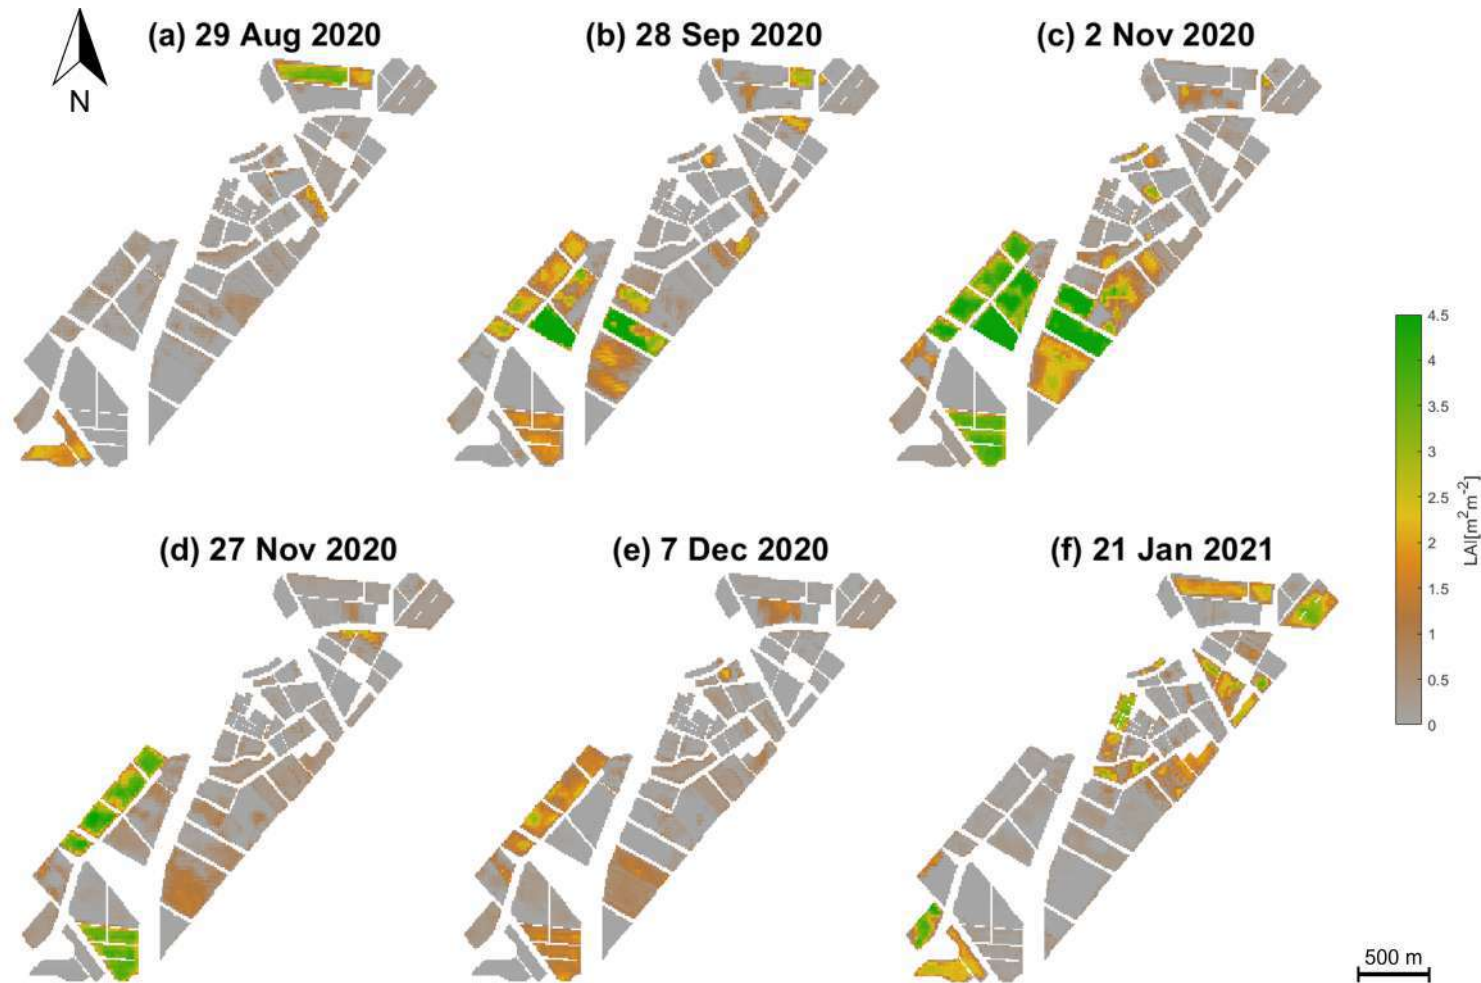 (a) 29 Aug 2020
(b) 28 Sep 2020
(c) 2 Nov 2020
N
(d) 27 Nov 2020
(e) 7 Dec 2020
(f) 21 Jan 2021
4.5
4
3.5
3
2.5
2
1.5
1
0.5
0
LAI[m²m⁻²]
500 m